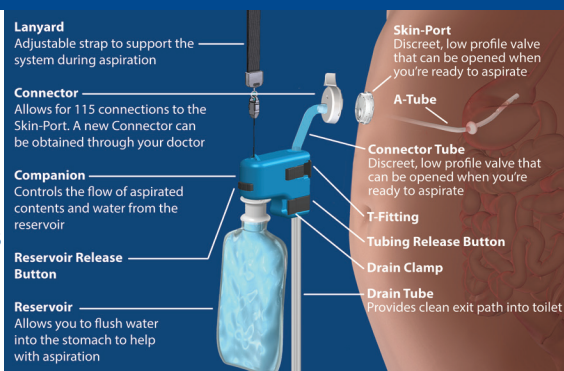 Lanyard
Adjustable strap to support the
system during aspiration
Connector
Allows for 115 connections to the
Skin-Port. A new Connector can
be obtained through your doctor
Companion
Controls the flow of aspirated
contents and water from the
reservoir
Reservoir Release
Button
Reservoir
Allows you to flush water
into the stomach to help
with aspiration
Skin-Port
Discreet, low profile valve
that can be opened when
you're ready to aspirate
A-Tube
Connector Tube
Discreet, low profile valve that
can be opened when you're
ready to aspirate
T-Fitting
Tubing Release Button
Drain Clamp
Drain Tube
Provides clean exit path into toilet